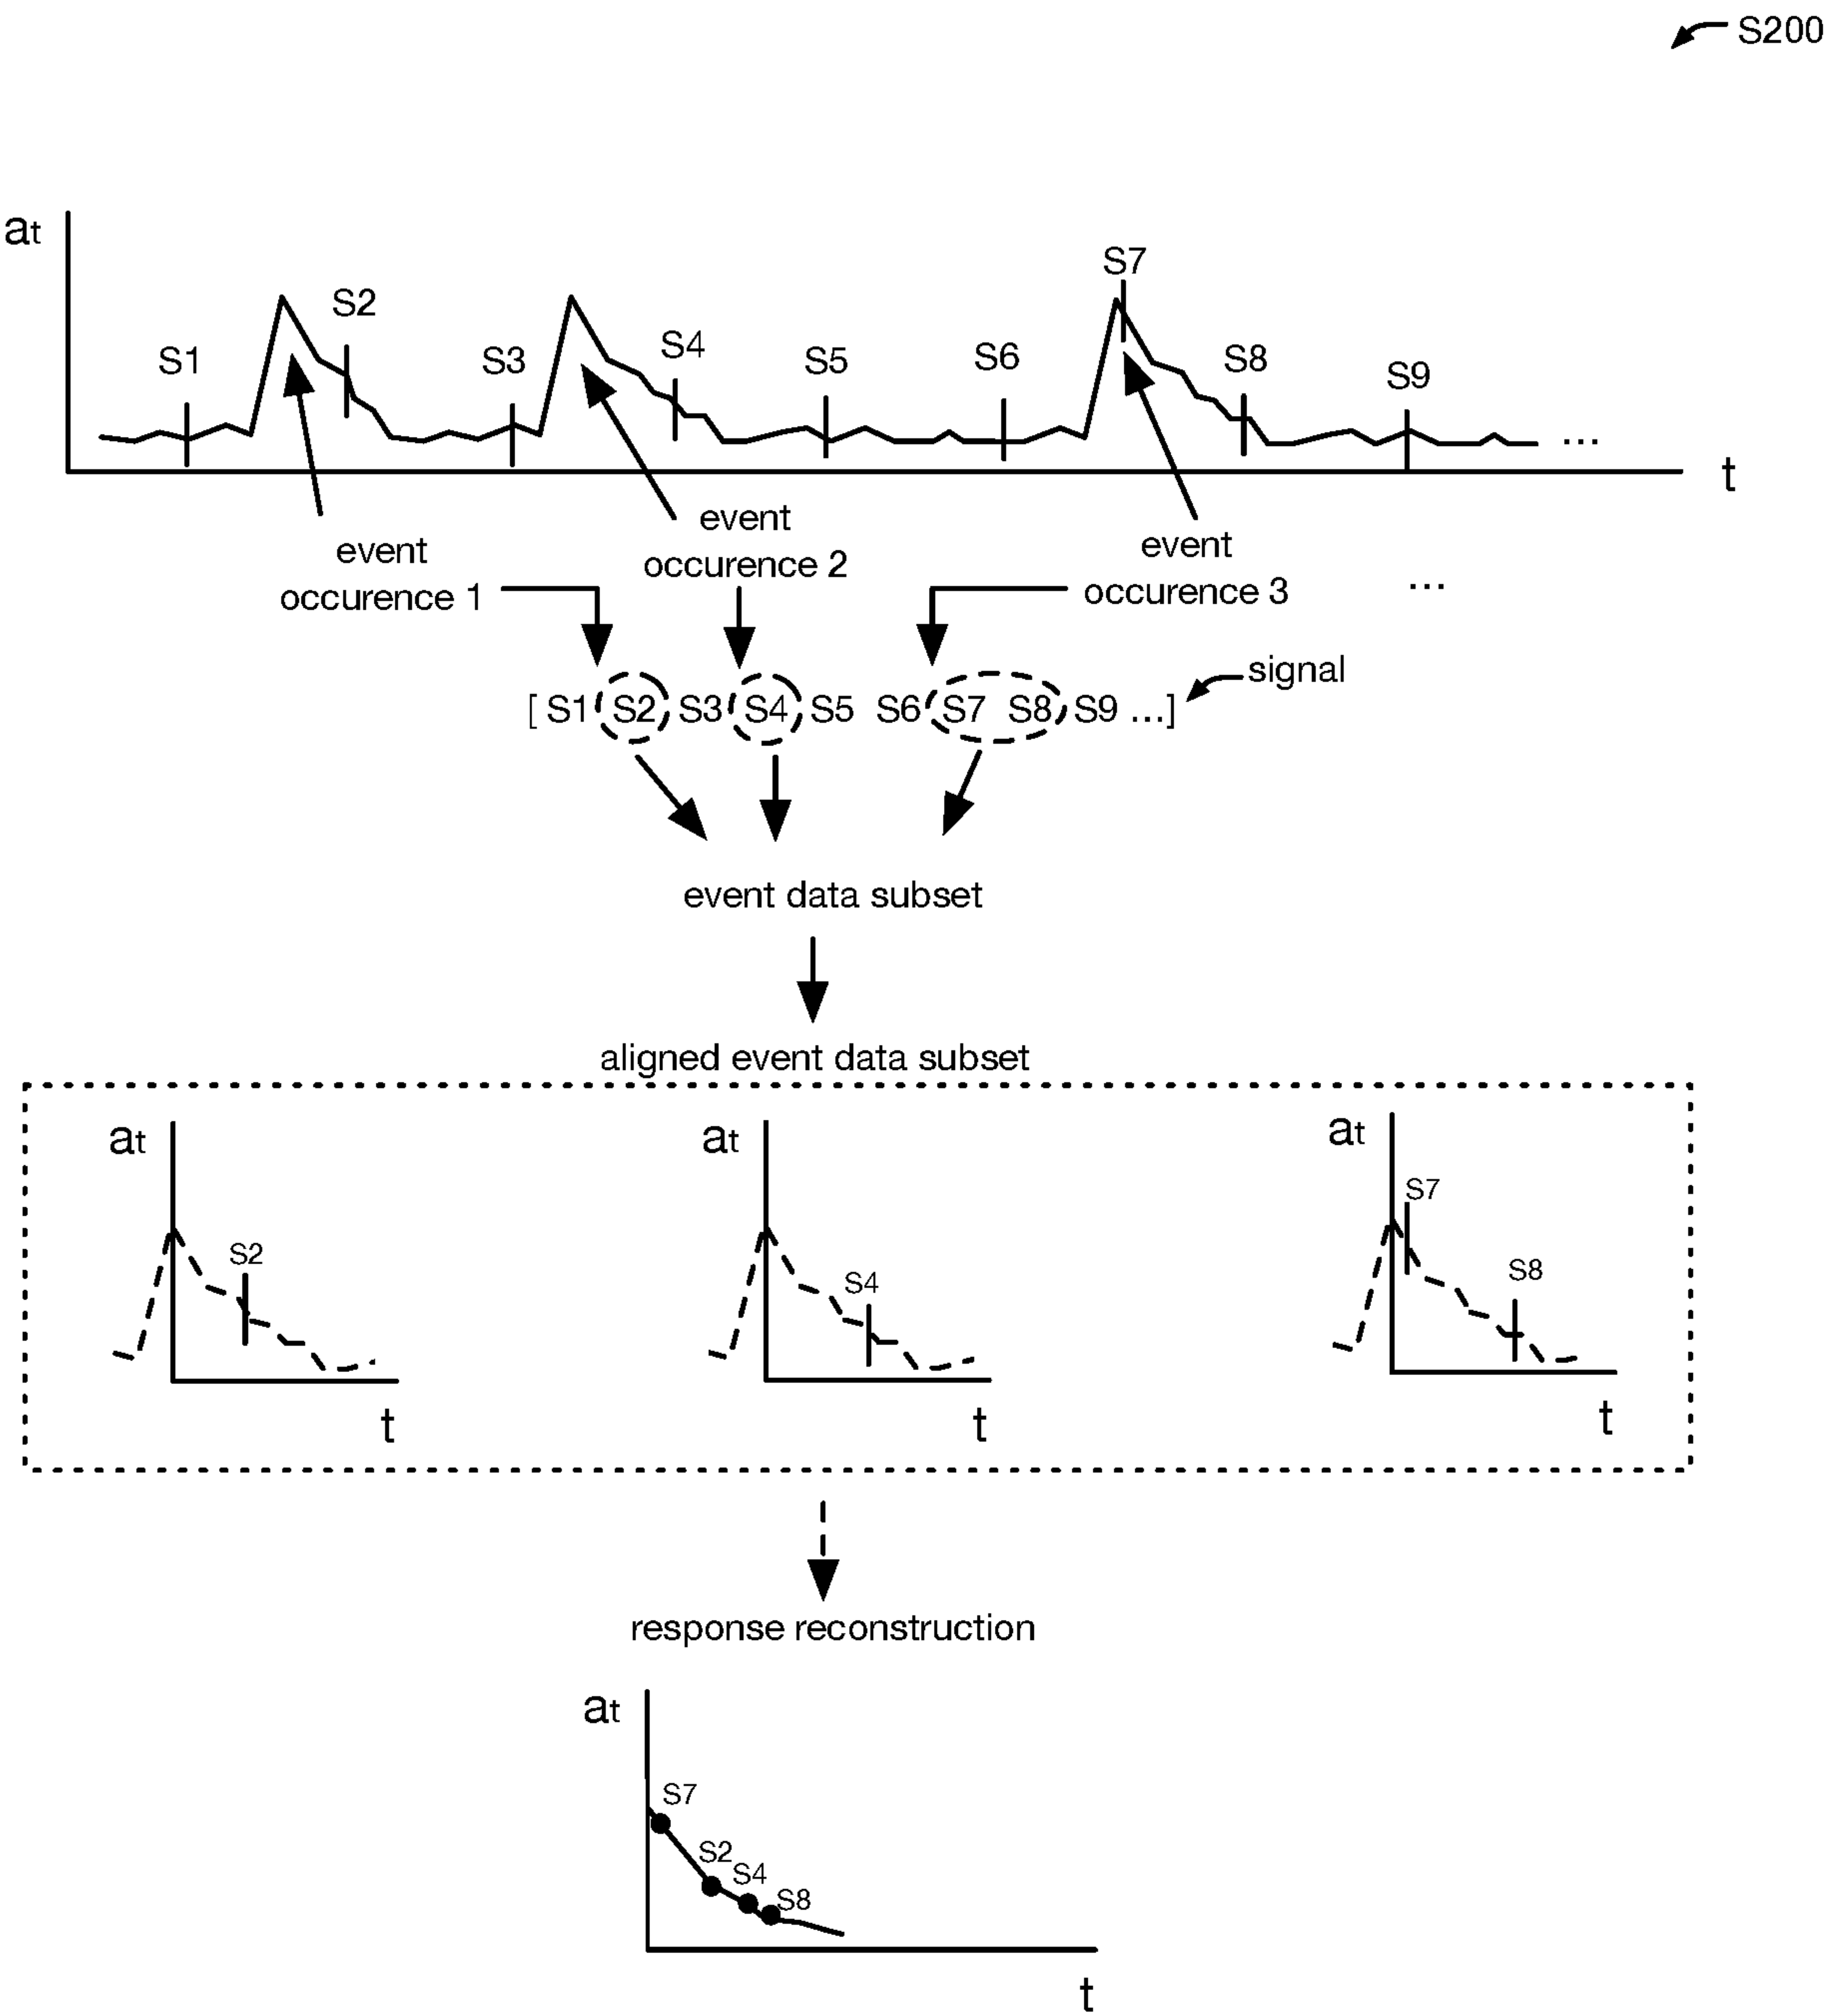 S200
at
S7
S2
S4
S1
S3
S5
S6
S8
S9
...
t
event
occurence 1
event
occurence 2
event
occurence 3
...
signal
[ S1 S2 S3 S4 S5 S6 S7 S8 S9 ...]
event data subset
aligned event data subset
at
S2
t
at
S4
t
at
S7
S8
t
response reconstruction
at
S7
S2
S4
S8
t